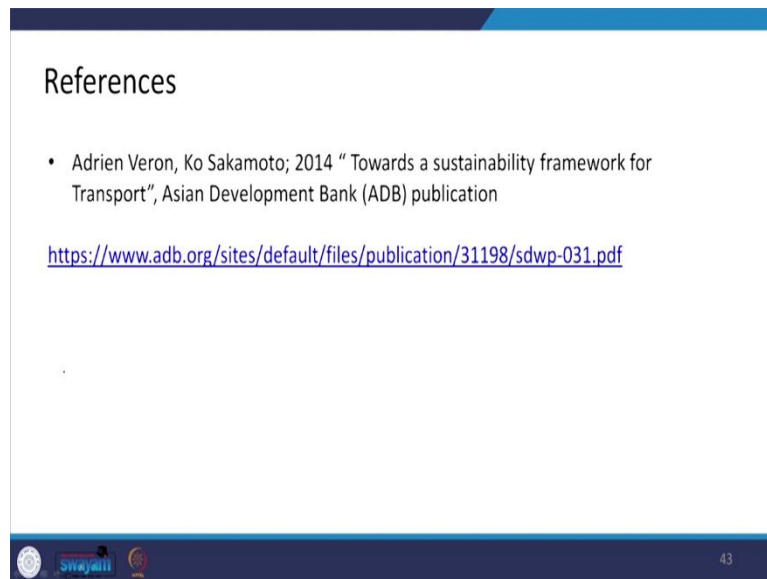 References
• Adrien Veron, Ko Sakamoto; 2014 “ Towards a sustainability framework for
Transport”, Asian Development Bank (ADB) publication
https://www.adb.org/sites/default/files/publication/31198/sdwp-031.pdf
.
swayam
43